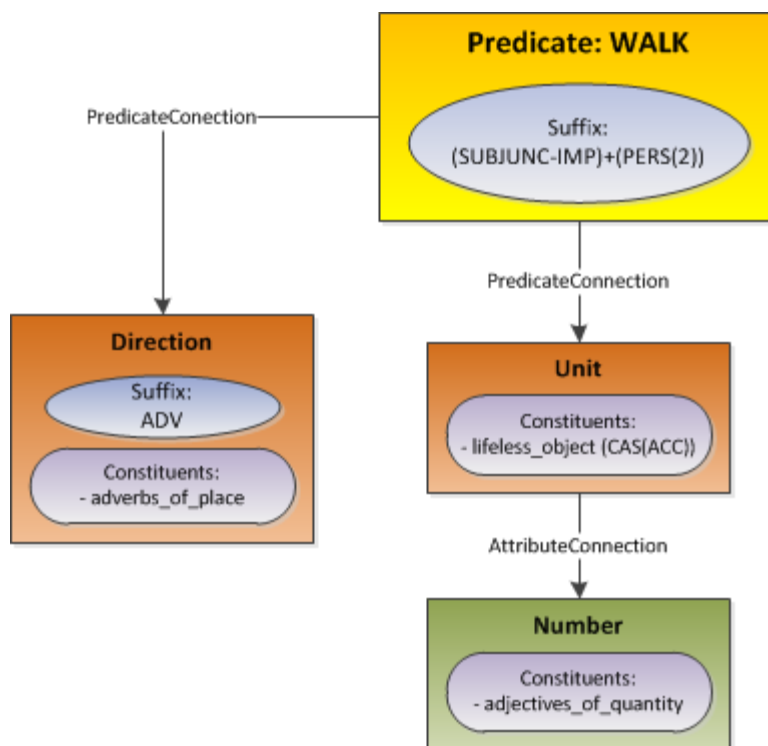 Predicate: WALK
Suffix:
(SUBJUNC-IMP)+(PERS(2))
PredicateConection
PredicateConnection
Direction
Suffix:
ADV
Constituents:
- adverbs_of_place
Unit
Constituents:
- lifeless_object (CAS(ACC))
AttributeConnection
Number
Constituents:
- adjectives_of_quantity